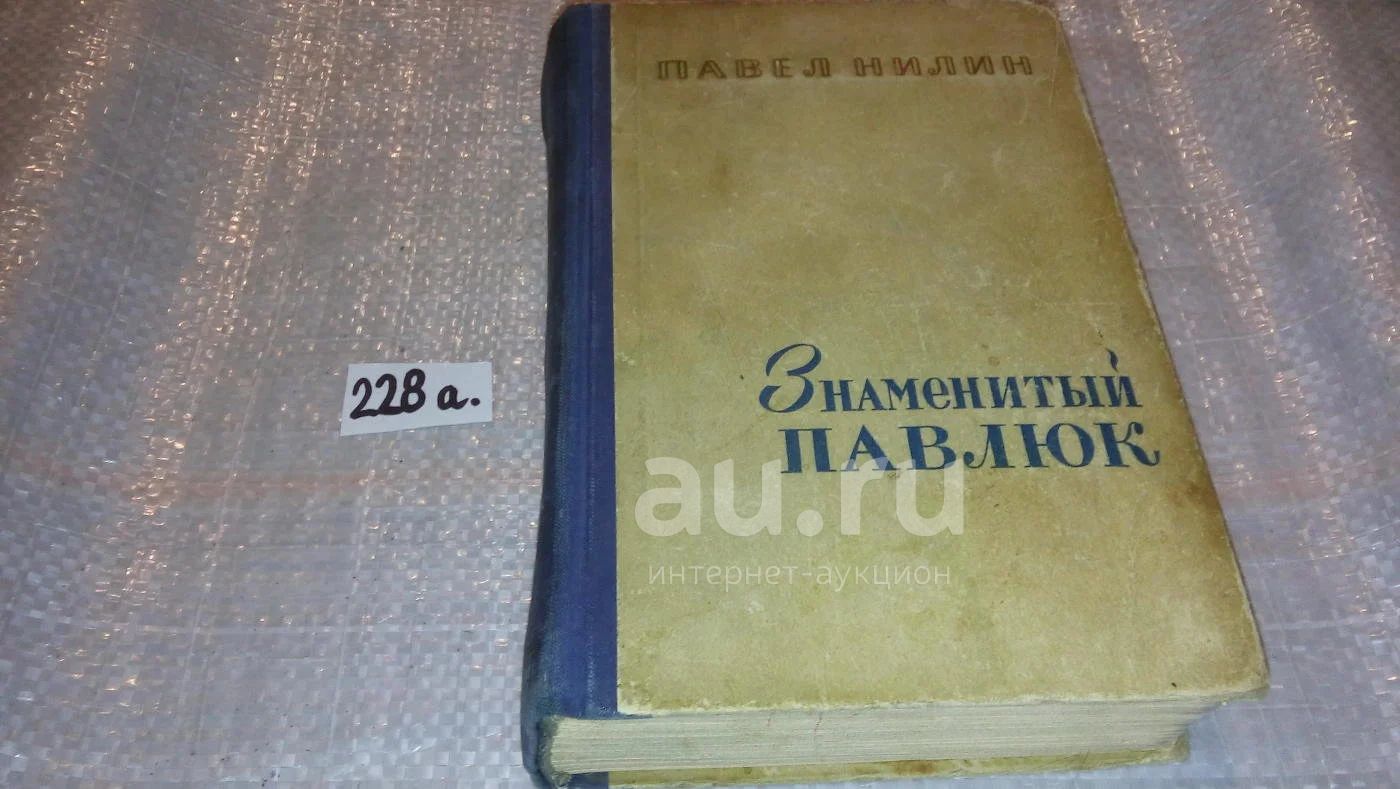 ПАВЕЛ НИЛИН
Знаменитый
ПАВЛЮК
228 а.
au.ru
интернет-аукцион